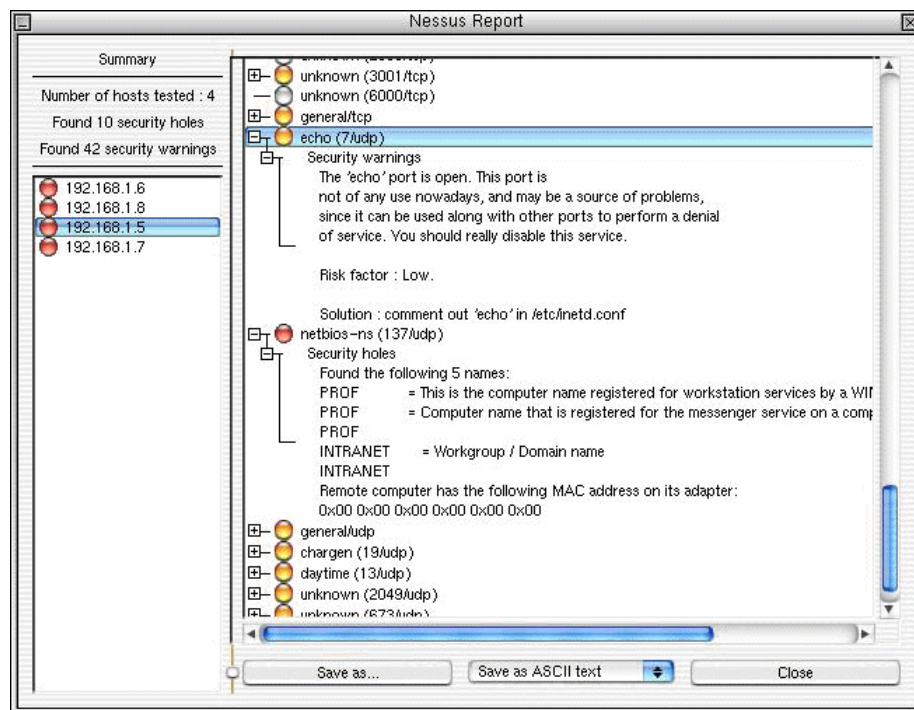 Nessus Report
Summary
Number of hosts tested : 4
Found 10 security holes
Found 42 security warnings
192.168.1.6
192.168.1.8
192.168.1.5
192.168.1.7
unknown (3001/tcp)
unknown (6000/tcp)
general/tcp
echo (7/udp)
Security warnings
The 'echo' port is open. This port is
not of any use nowadays, and may be a source of problems,
since it can be used along with other ports to perform a denial
of service. You should really disable this service.
Risk factor : Low.
Solution : comment out 'echo' in /etc/inetd.conf
netbios-ns (137/udp)
Security holes
Found the following 5 names:
PROF = This is the computer name registered for workstation services by a WI
PROF = Computer name that is registered for the messenger service on a comp
PROF
INTRANET = Workgroup / Domain name
INTRANET
Remote computer has the following MAC address on its adapter:
0x00 0x00 0x00 0x00 0x00 0x00
general/udp
chargen (19/udp)
daytime (13/udp)
unknown (2049/udp)
unknown (673/udp)
Save as...
Save as ASCII text
Close